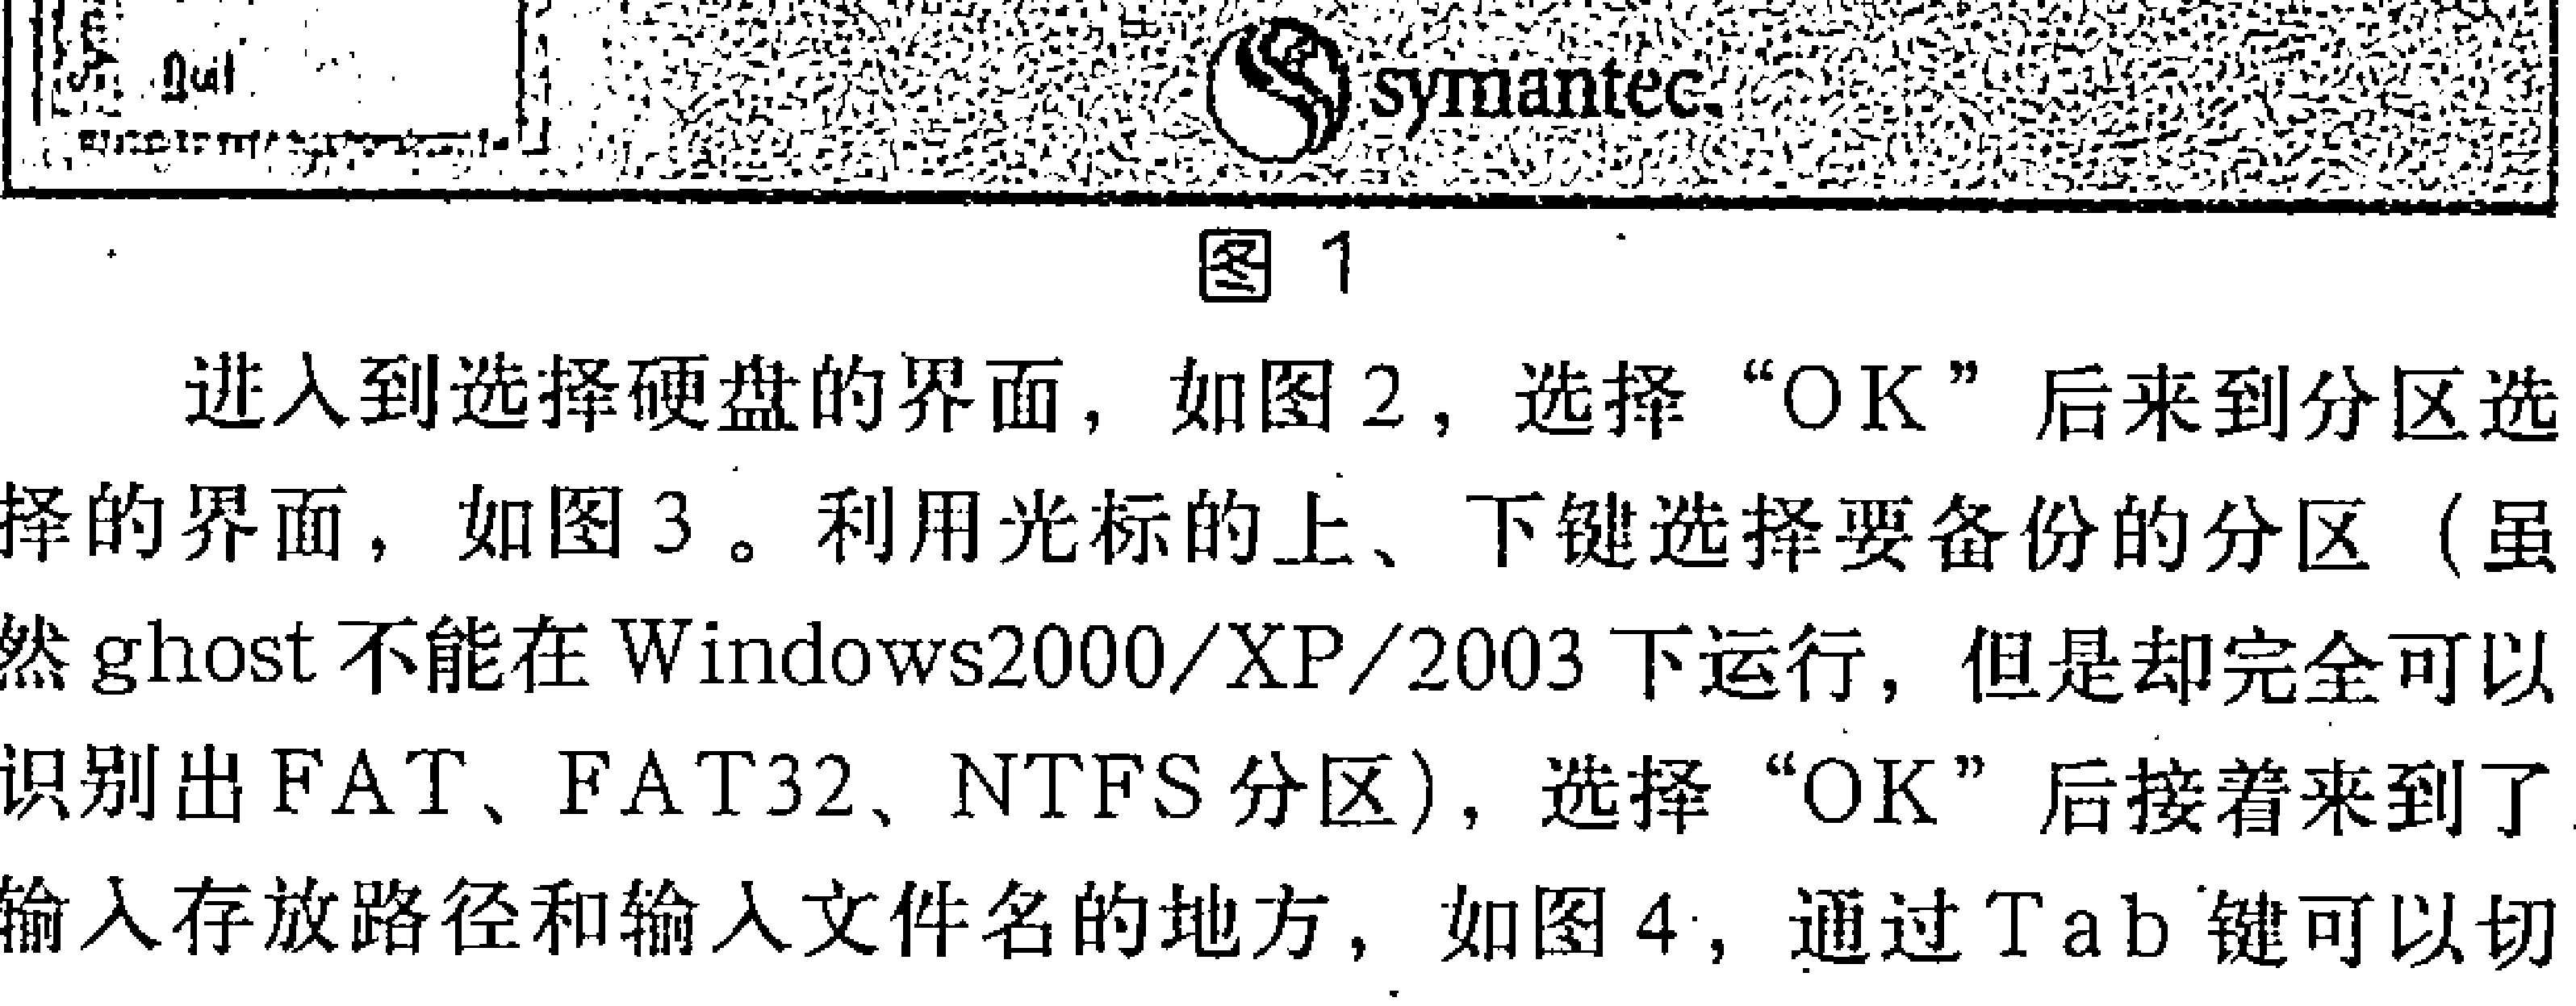 Quit
symantec.
图 1
进入到选择硬盘的界面，如图2，选择“OK”后来到分区选
择的界面，如图3。利用光标的上、下键选择要备份的分区（虽
然ghost不能在Windows2000/XP/2003下运行，但是却完全可以
识别出FAT、FAT32、NTFS分区），选择“OK”后接着来到了
输入存放路径和输入文件名的地方，如图4，通过Tab键可以切